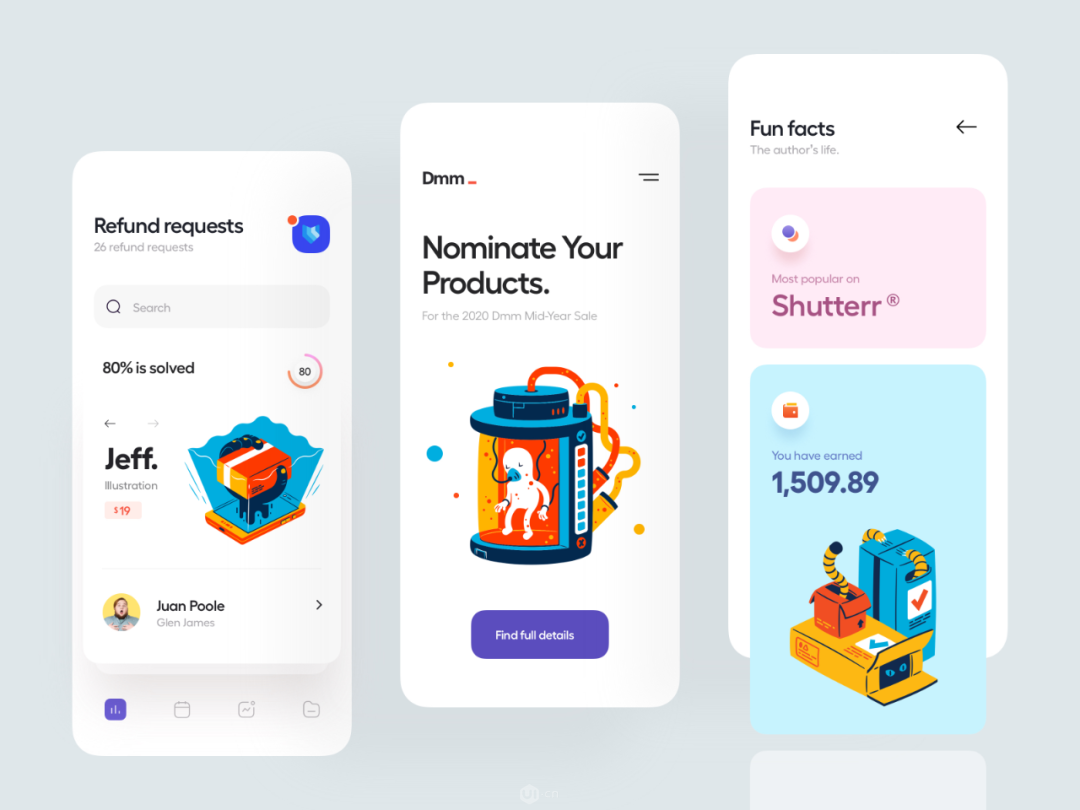 Refund requests
26 refund requests
Search
80% is solved
80
Jeff.
Illustration
$19
Juan Poole
Glen James
Dmm _
Nominate Your
Products.
For the 2020 Dmm Mid-Year Sale
Find full details
Fun facts
The author's life.
Most popular on
Shutterr ®
You have earned
1,509.89